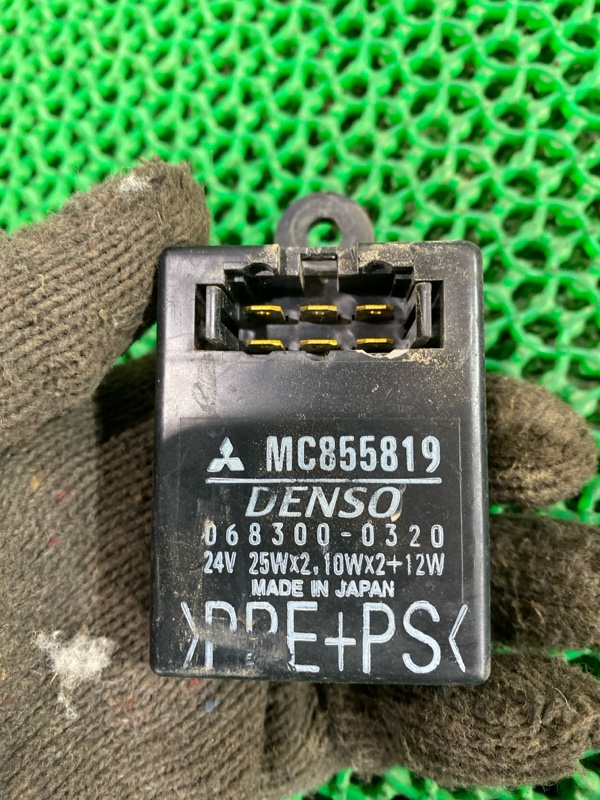 MC855819
DENSO
068300-0320
24V 25W×2,10W×2+12W
MADE IN JAPAN
>PPE+PS<